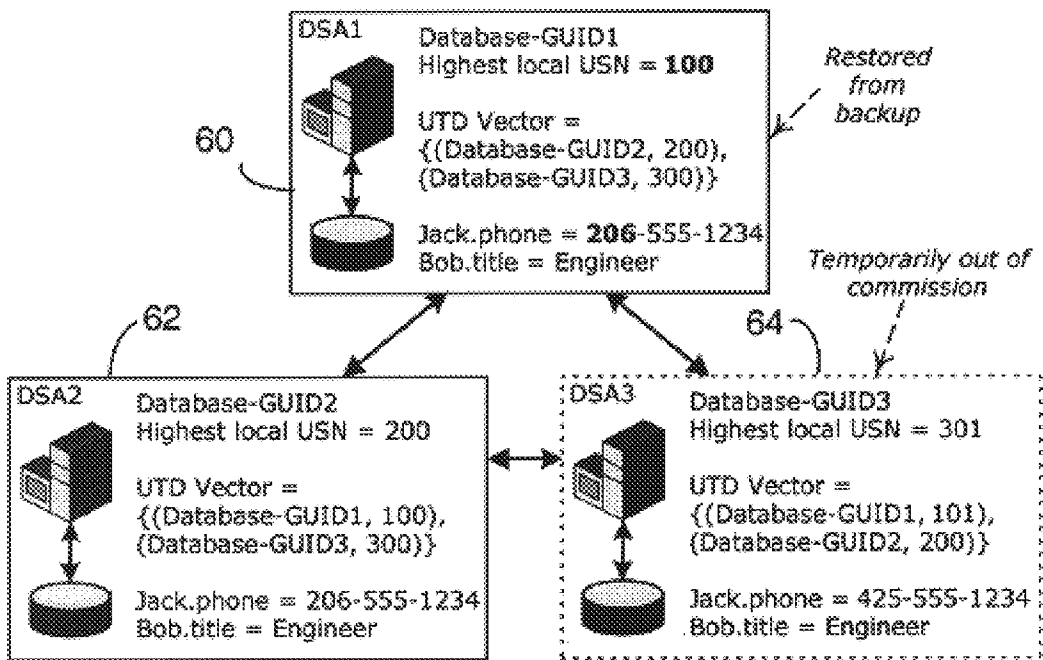 DSA1
Database-GUID1
Highest local USN = 100
UTD Vector =
{(Database-GUID2, 200),
(Database-GUID3, 300)}
Jack.phone = 206-555-1234
Bob.title = Engineer
60
Restored
from
backup
Temporarily out of
commission
62
64
DSA2
Database-GUID2
Highest local USN = 200
UTD Vector =
{(Database-GUID1, 100),
(Database-GUID3, 300)}
Jack.phone = 206-555-1234
Bob.title = Engineer
DSA3
Database-GUID3
Highest local USN = 301
UTD Vector =
{(Database-GUID1, 101),
(Database-GUID2, 200)}
Jack.phone = 425-555-1234
Bob.title = Engineer